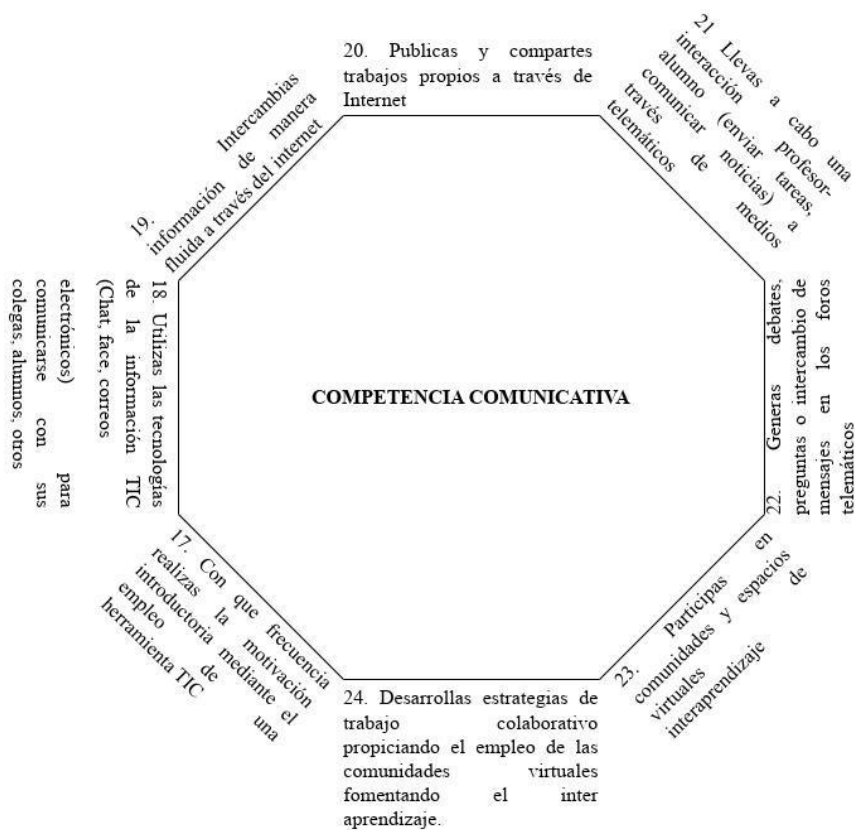 20. Publicas y compartes
trabajos propios a través de
Internet
21 Llevas a cabo una
interacción profesor-
alumno (enviar tareas,
comunicar noticias) a
través de medios
telemáticos
22. Generas debates,
preguntas o intercambio de
mensajes en los foros
telemáticos
23. Participas en
comunidades y espacios
virtuales de
interaprendizaje
24. Desarrollas estrategias de
trabajo colaborativo
propiciando el empleo de las
comunidades virtuales
fomentando el inter
aprendizaje.
17. Con que frecuencia
realizas la motivación
introductoria mediante el
empleo de una
herramienta TIC
18. Utilizas las tecnologías
de la información TIC
(Chat, face, correos
electrónicos) para
comunicarse con sus
colegas, alumnos, otros
19. Intercambias
información de manera
fluida a través del internet
COMPETENCIA COMUNICATIVA